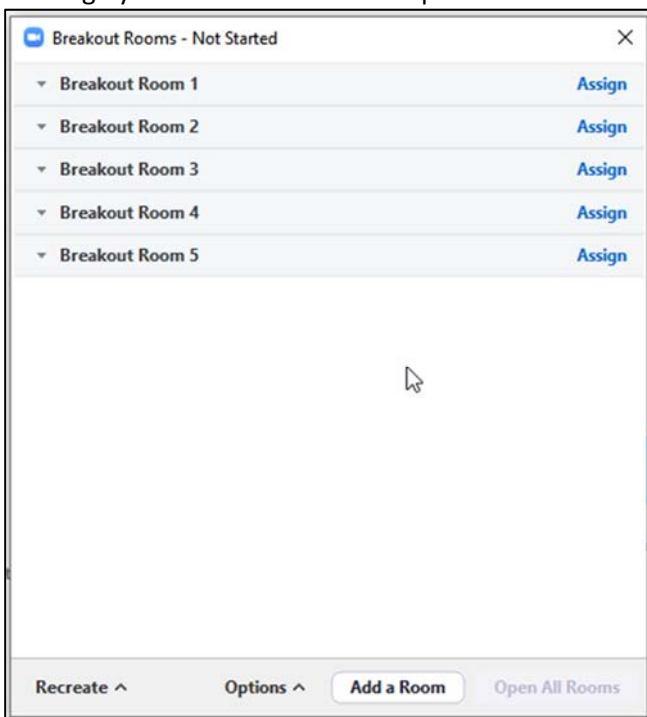 Breakout Rooms - Not Started
Breakout Room 1 Assign
Breakout Room 2 Assign
Breakout Room 3 Assign
Breakout Room 4 Assign
Breakout Room 5 Assign
Recreate Options Add a Room Open All Rooms